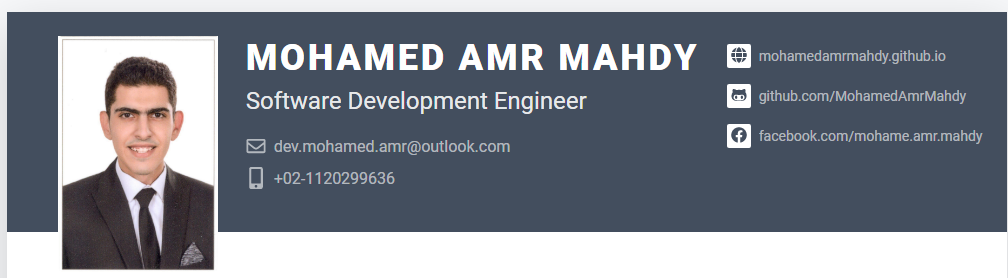 MOHAMED AMR MAHDY
Software Development Engineer
dev.mohamed.amr@outlook.com
+02-1120299636
mohamedamrmahdy.github.io
github.com/MohamedAmrMahdy
facebook.com/mohame.amr.mahdy